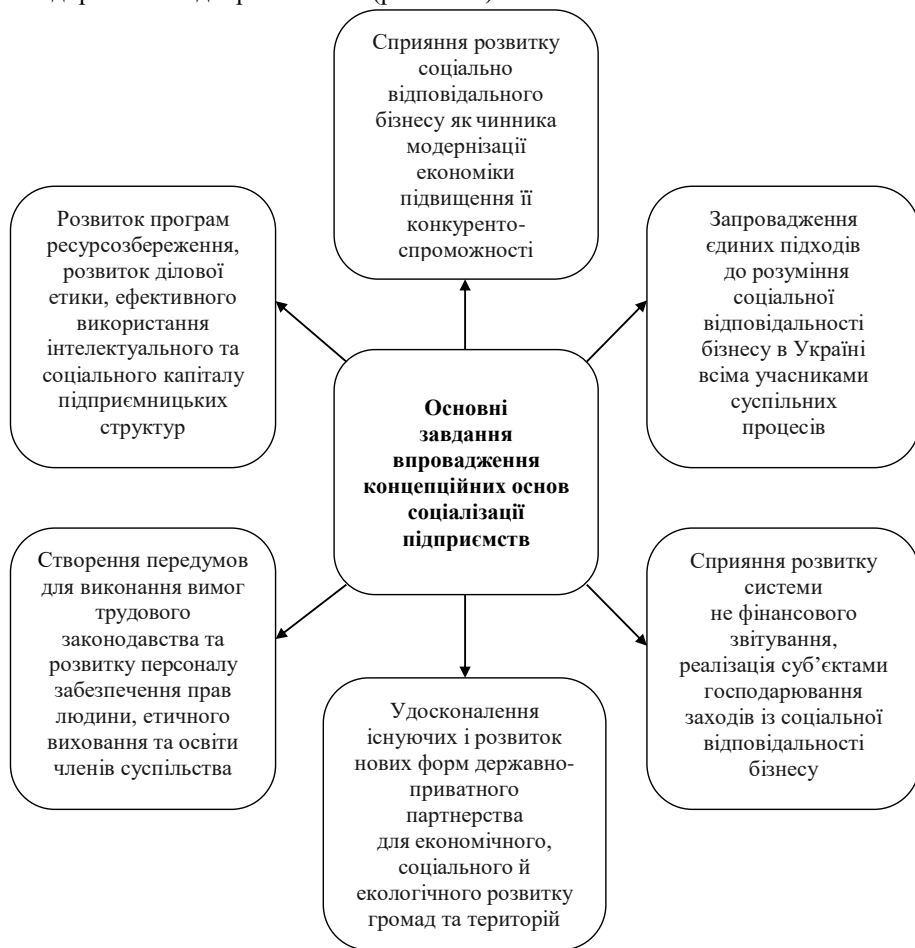 Сприяння розвитку
соціально
відповідального
бізнесу як чинника
модернізації
економіки
підвищення її
конкуренто-
спроможності
Розвиток програм
ресурсозбереження,
розвиток ділової
етики, ефективного
використання
інтелектуального та
соціального капіталу
підприємницьких
структур
Запровадження
єдиних підходів
до розуміння
соціальної
відповідальності
бізнесу в Україні
всіма учасниками
суспільних
процесів
Основні
завдання
впровадження
концепційних основ
соціалізації
підприємств
Створення передумов
для виконання вимог
трудового
законодавства та
розвитку персоналу
забезпечення прав
людини, етичного
виховання та освіти
членів суспільства
Сприяння розвитку
системи
не фінансового
звітування,
реалізація суб’єктами
господарювання
заходів із соціальної
відповідальності
бізнесу
Удосконалення
існуючих і розвиток
нових форм державно-
приватного
партнерства
для економічного,
соціального й
екологічного розвитку
громад та територій